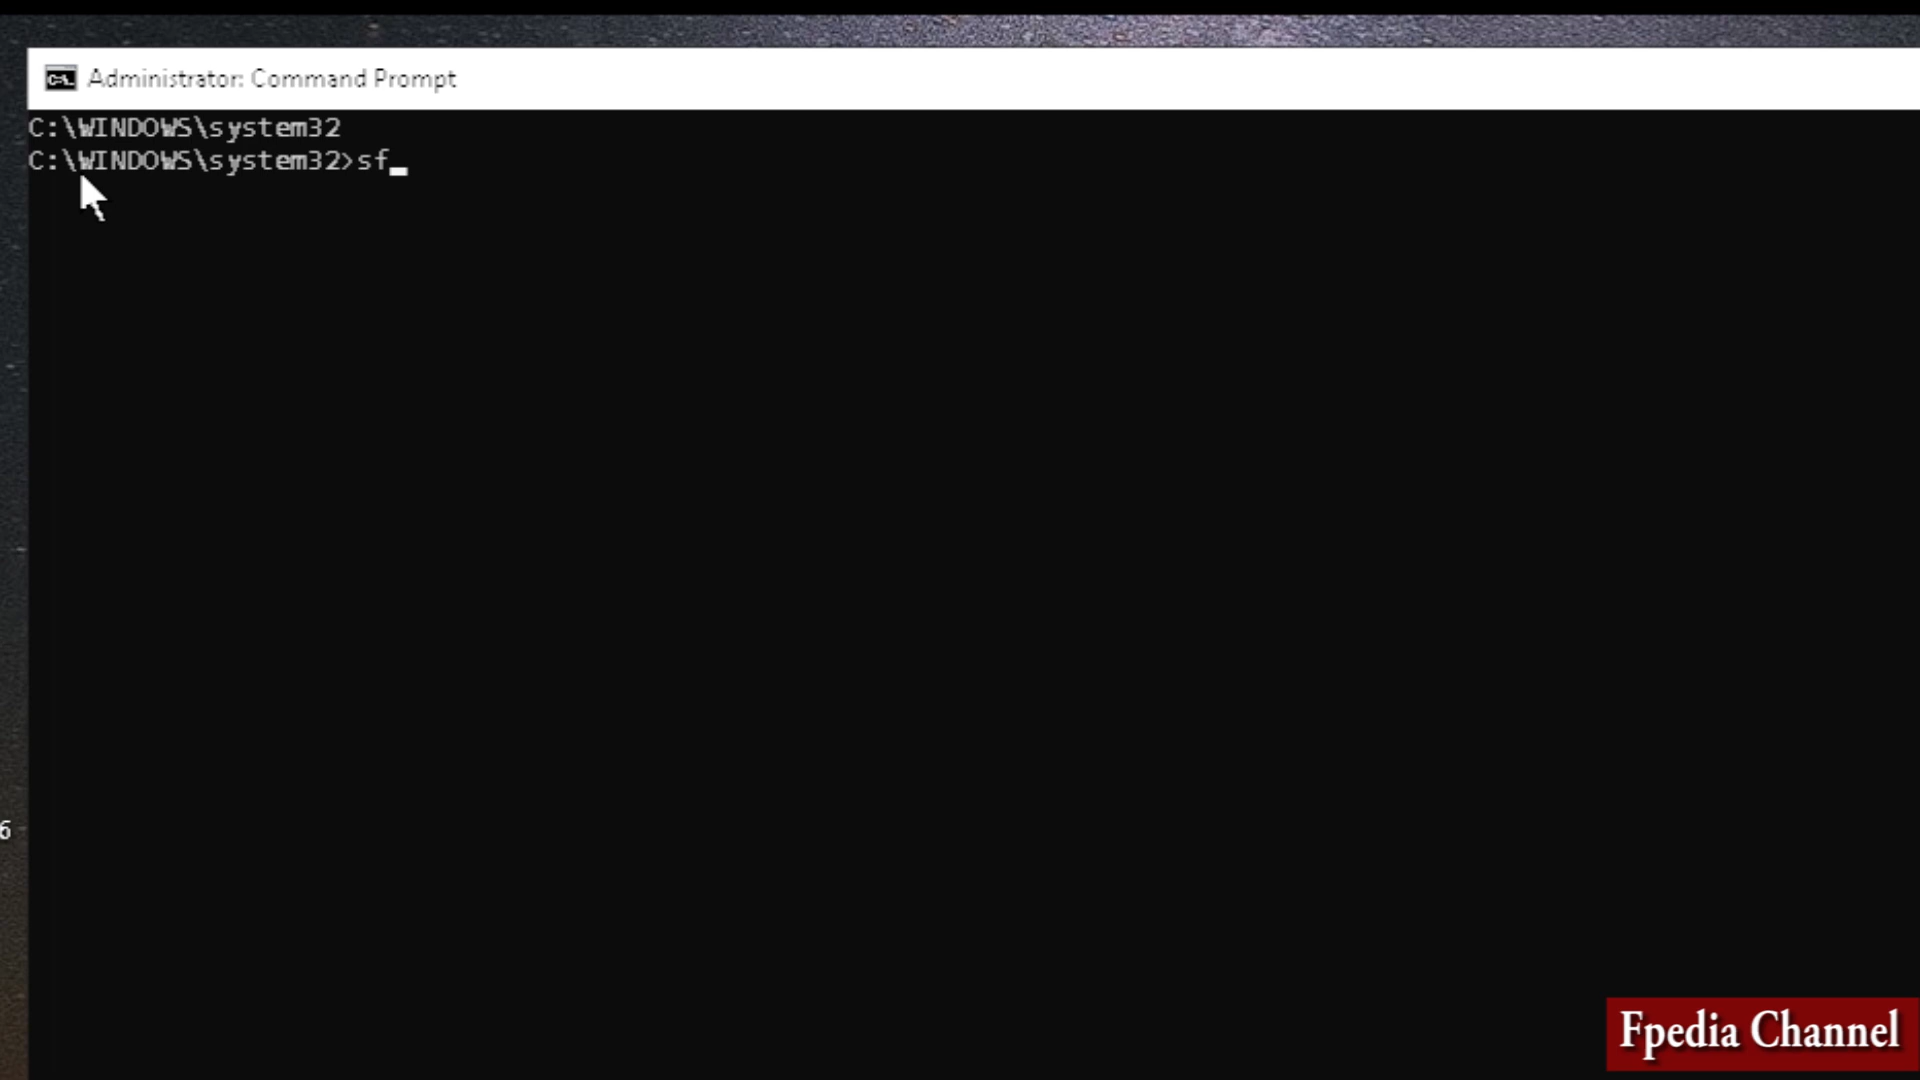 Administrator: Command Prompt
C:\WINDOWS\system32
C:\WINDOWS\system32>sf
6
Fpedia Channel